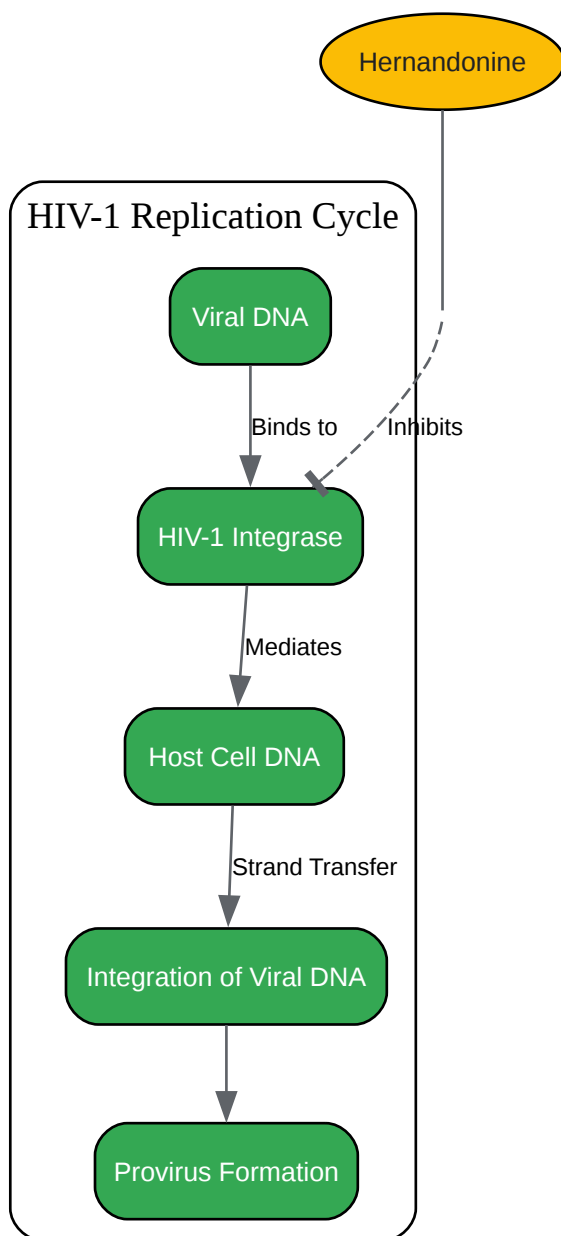 Hernandonine
HIV-1 Replication Cycle
Viral DNA
Binds to
Inhibits
HIV-1 Integrase
Mediates
Host Cell DNA
Strand Transfer
Integration of Viral DNA
Provirus Formation